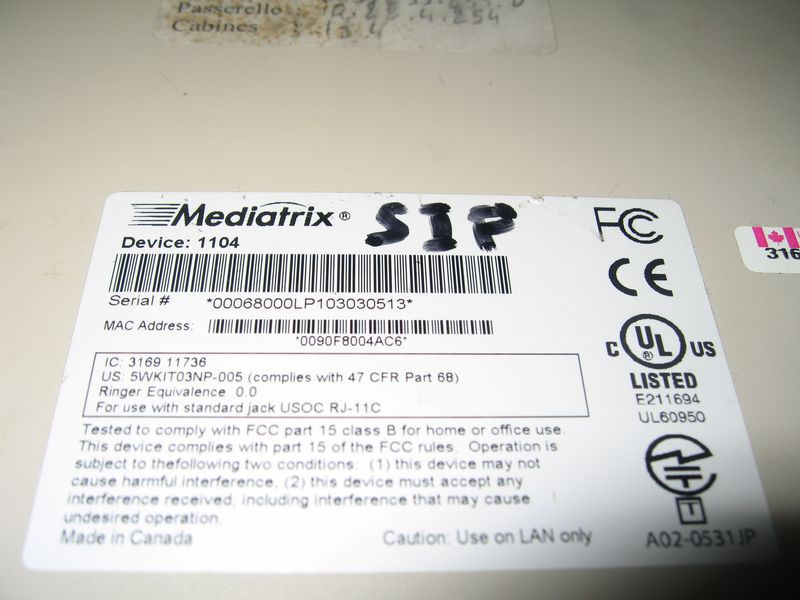 Passerello :
Cabines :
Mediatrix®
SIP
FCC
Device: 1104
CE
316
Serial # *00068000LP103030513*
MAC Address:
*0090F8004AC6*
C UL ® US
LISTED
E211694
UL60950
IC: 3169 11736
US: 5WKIT03NP-005 (complies with 47 CFR Part 68)
Ringer Equivalence 0.0
For use with standard jack USOC RJ-11C
Tested to comply with FCC part 15 class B for home or office use.
This device complies with part 15 of the FCC rules. Operation is
subject to thefollowing two conditions: (1) this device may not
cause harmful interference, (2) this device must accept any
interference received, including interference that may cause
undesired operation.
Made in Canada
Caution: Use on LAN only
T
A02-0531JP